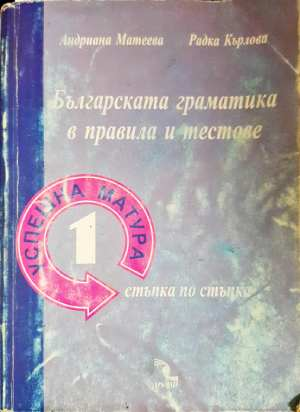 Андриана Матеева Радка Кърлова
Българската граматика
в правила и тестове
УСПЕШНА МАТУРА
1
стъпка по стъпка